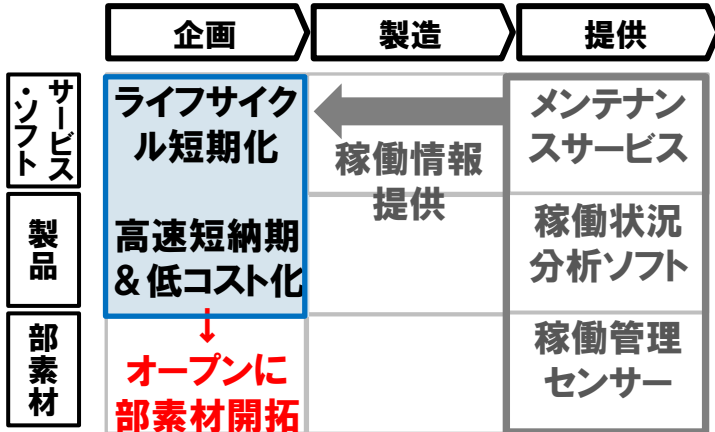 企画
製造
提供
サービス
・ソフト
ライフサイク
ル短期化
稼働情報
提供
メンテナン
スサービス
製品
高速短納期
＆低コスト化
稼働状況
分析ソフト
部素材
↓
オープンに
部素材開拓
稼働管理
センサー